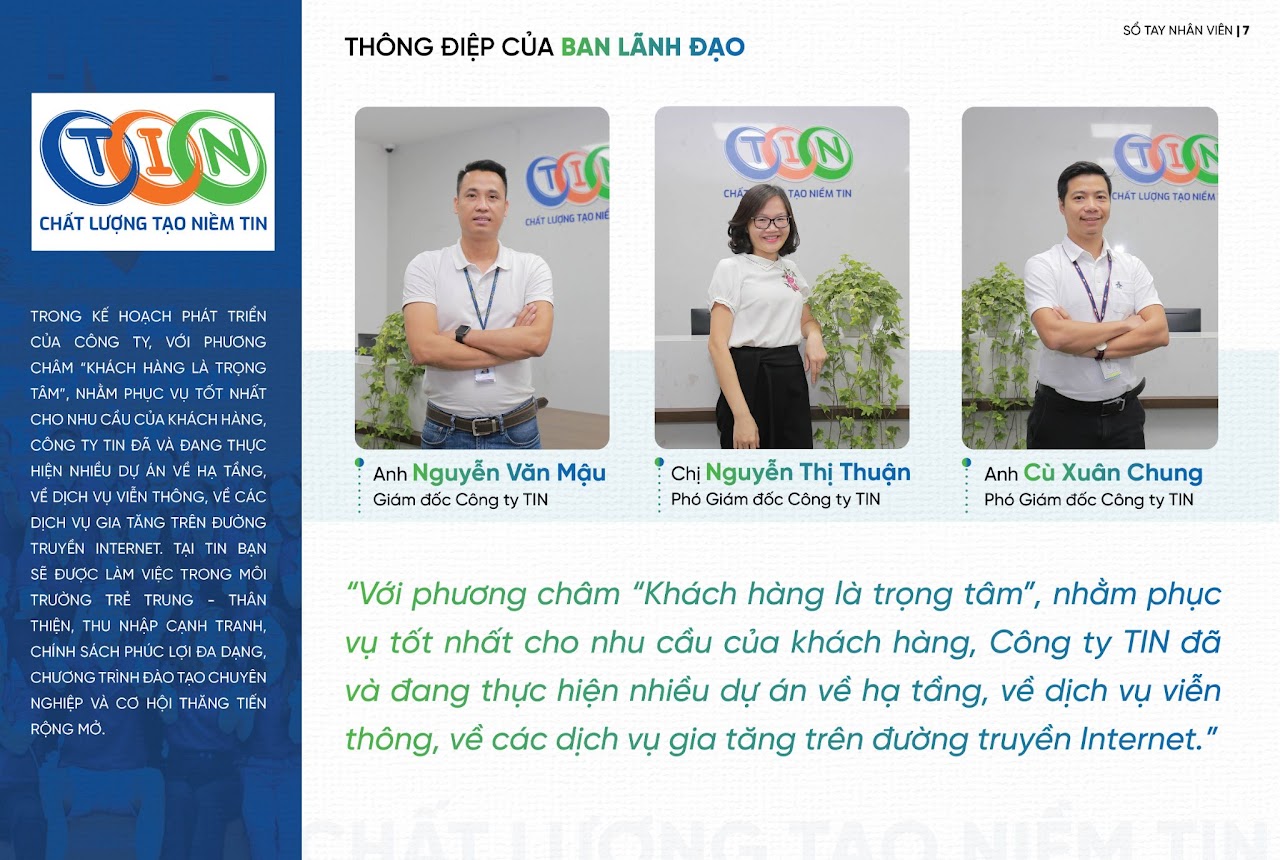 THÔNG ĐIỆP CỦA BAN LÃNH ĐẠO
SỔ TAY NHÂN VIÊN | 7
TIN
CHẤT LƯỢNG TẠO NIỀM TIN
TRONG KẾ HOẠCH PHÁT TRIỂN
CỦA CÔNG TY, VỚI PHƯƠNG
CHÂM “KHÁCH HÀNG LÀ TRỌNG
TÂM”, NHẰM PHỤC VỤ TỐT NHẤT
CHO NHU CẦU CỦA KHÁCH HÀNG,
CÔNG TY TIN ĐÃ VÀ ĐANG THỰC
HIỆN NHIỀU DỰ ÁN VỀ HẠ TẦNG,
VỀ DỊCH VỤ VIỄN THÔNG, VỀ CÁC
DỊCH VỤ GIA TĂNG TRÊN ĐƯỜNG
TRUYỀN INTERNET. TẠI TIN BẠN
SẼ ĐƯỢC LÀM VIỆC TRONG MÔI
TRƯỜNG TRẺ TRUNG - THÂN
THIỆN, THU NHẬP CẠNH TRANH,
CHÍNH SÁCH PHÚC LỢI ĐA DẠNG,
CHƯƠNG TRÌNH ĐÀO TẠO CHUYÊN
NGHIỆP VÀ CƠ HỘI THĂNG TIẾN
RỘNG MỞ.
TIN
CHẤT LƯỢNG TẠO NIỀ
TIN
CHẤT LƯỢNG TẠO NIỀM TIN
TIN
CHẤT LƯỢNG TẠO NIỀM TIN
Anh Nguyễn Văn Mậu
Giám đốc Công ty TIN
Chị Nguyễn Thị Thuận
Phó Giám đốc Công ty TIN
Anh Cù Xuân Chung
Phó Giám đốc Công ty TIN
“Với phương châm “Khách hàng là trọng tâm”, nhằm phục
vụ tốt nhất cho nhu cầu của khách hàng, Công ty TIN đã
và đang thực hiện nhiều dự án về hạ tầng, về dịch vụ viễn
thông, về các dịch vụ gia tăng trên đường truyền Internet.”
CHẤT LƯỢNG TẠO NIỀM TIN